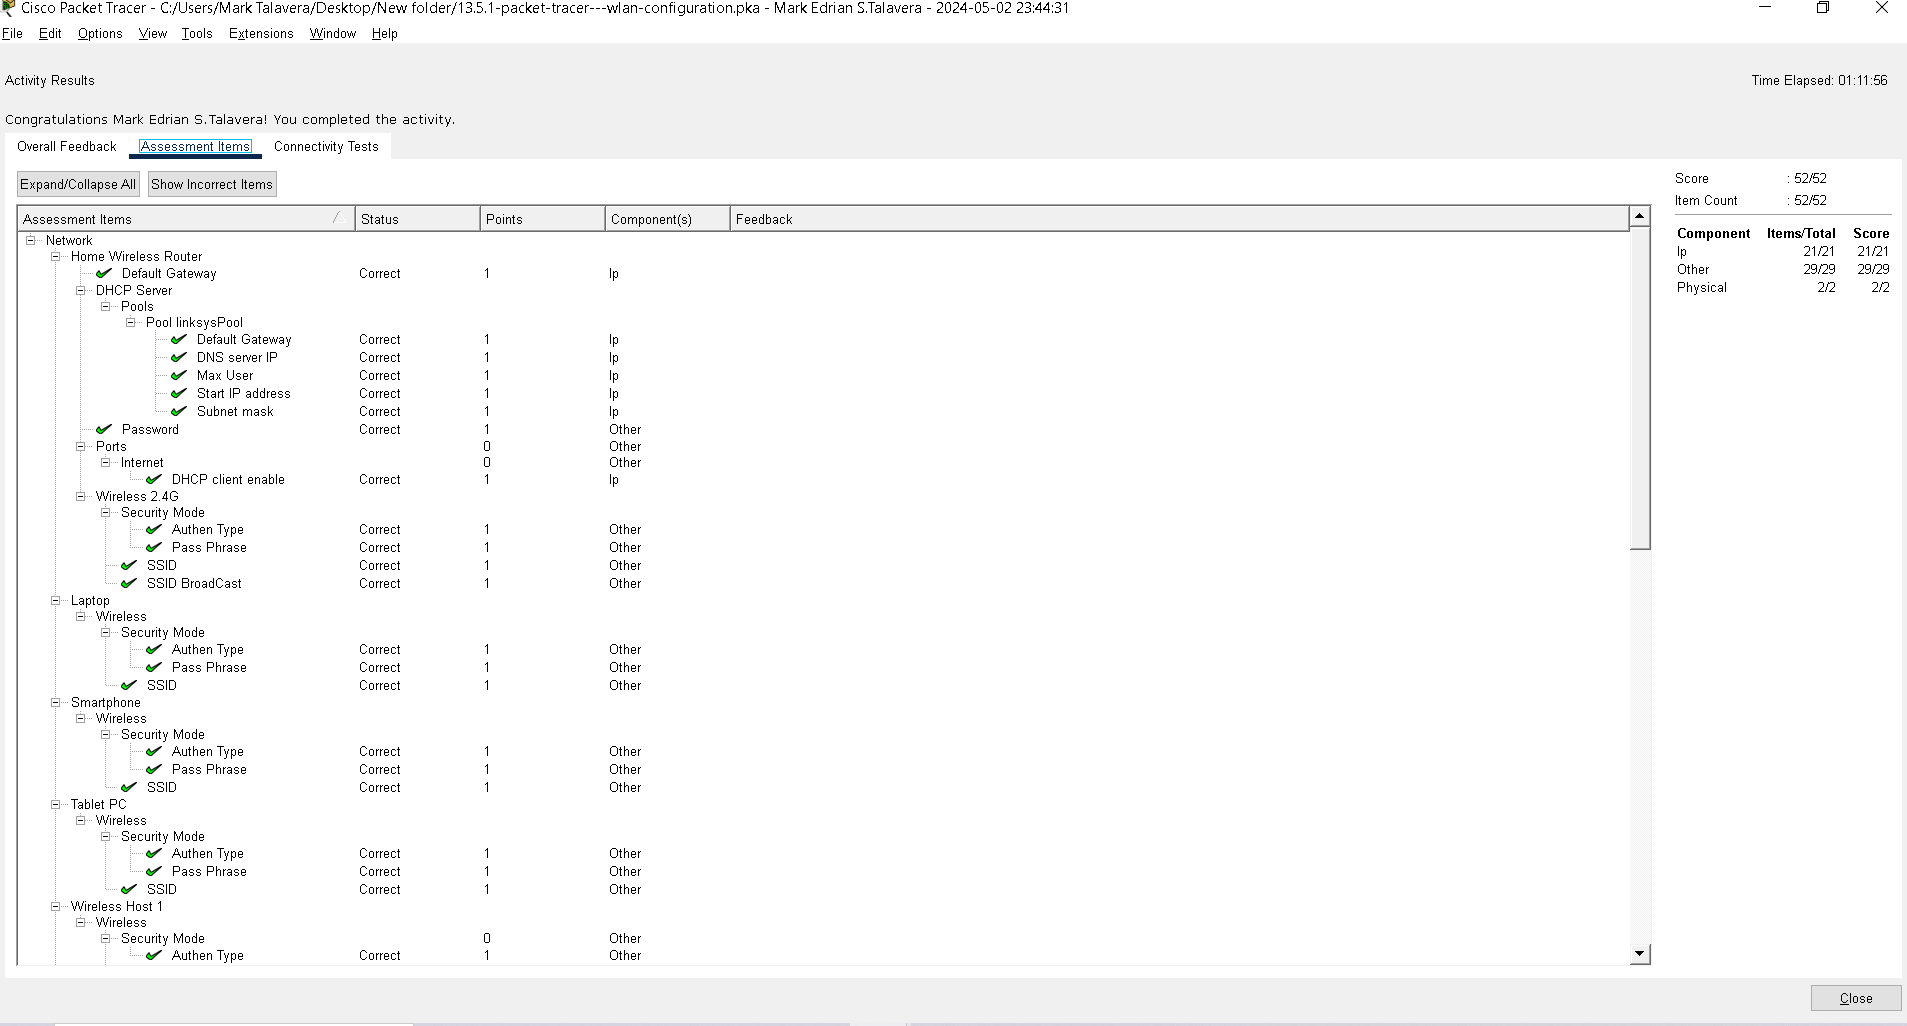 Cisco Packet Tracer - C:/Users/Mark Talavera/Desktop/New folder/13.5.1-packet-tracer---wlan-configuration.pka - Mark Edrian S.Talavera - 2024-05-02 23:44:31
File Edit Options View Tools Extensions Window Help
Activity Results Time Elapsed: 01:11:56
Congratulations Mark Edrian S.Talavera! You completed the activity.
Overall Feedback Assessment Items Connectivity Tests
Expand/Collapse All Show Incorrect Items
Assessment Items Status Points Component(s) Feedback
Network
Home Wireless Router
Default Gateway Correct 1 Ip
DHCP Server
Pools
Pool linksysPool
Default Gateway Correct 1 Ip
DNS server IP Correct 1 Ip
Max User Correct 1 Ip
Start IP address Correct 1 Ip
Subnet mask Correct 1 Ip
Password Correct 1 Other
Ports 0 Other
Internet 0 Other
DHCP client enable Correct 1 Ip
Wireless 2.4G
Security Mode
Authen Type Correct 1 Other
Pass Phrase Correct 1 Other
SSID Correct 1 Other
SSID BroadCast Correct 1 Other
Laptop
Wireless
Security Mode
Authen Type Correct 1 Other
Pass Phrase Correct 1 Other
SSID Correct 1 Other
Smartphone
Wireless
Security Mode
Authen Type Correct 1 Other
Pass Phrase Correct 1 Other
SSID Correct 1 Other
Tablet PC
Wireless
Security Mode
Authen Type Correct 1 Other
Pass Phrase Correct 1 Other
SSID Correct 1 Other
Wireless Host 1
Wireless
Security Mode 0 Other
Authen Type Correct 1 Other
Score : 52/52
Item Count : 52/52
Component Items/Total Score
Ip 21/21 21/21
Other 29/29 29/29
Physical 2/2 2/2
Close